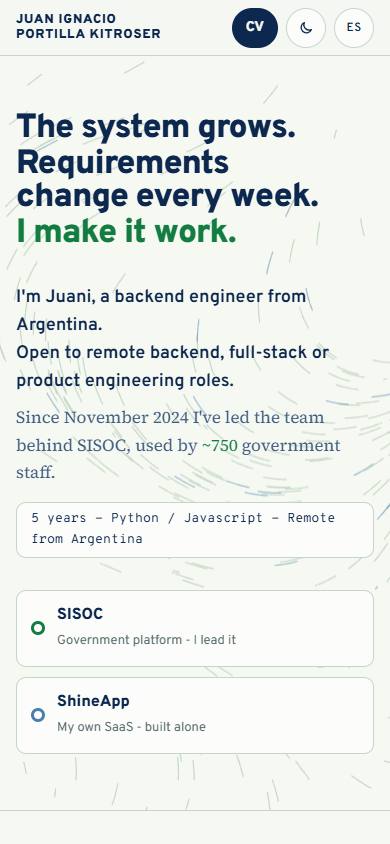 JUAN IGNACIO
PORTILLA KITROSER
CV
ES
The system grows.
Requirements
change every week.
I make it work.
I'm Juani, a backend engineer from
Argentina.
Open to remote backend, full-stack or
product engineering roles.
Since November 2024 I've led the team
behind SISOC, used by ~750 government
staff.
5 years – Python / Javascript – Remote
from Argentina
SISOC
Government platform - I lead it
ShineApp
My own SaaS - built alone